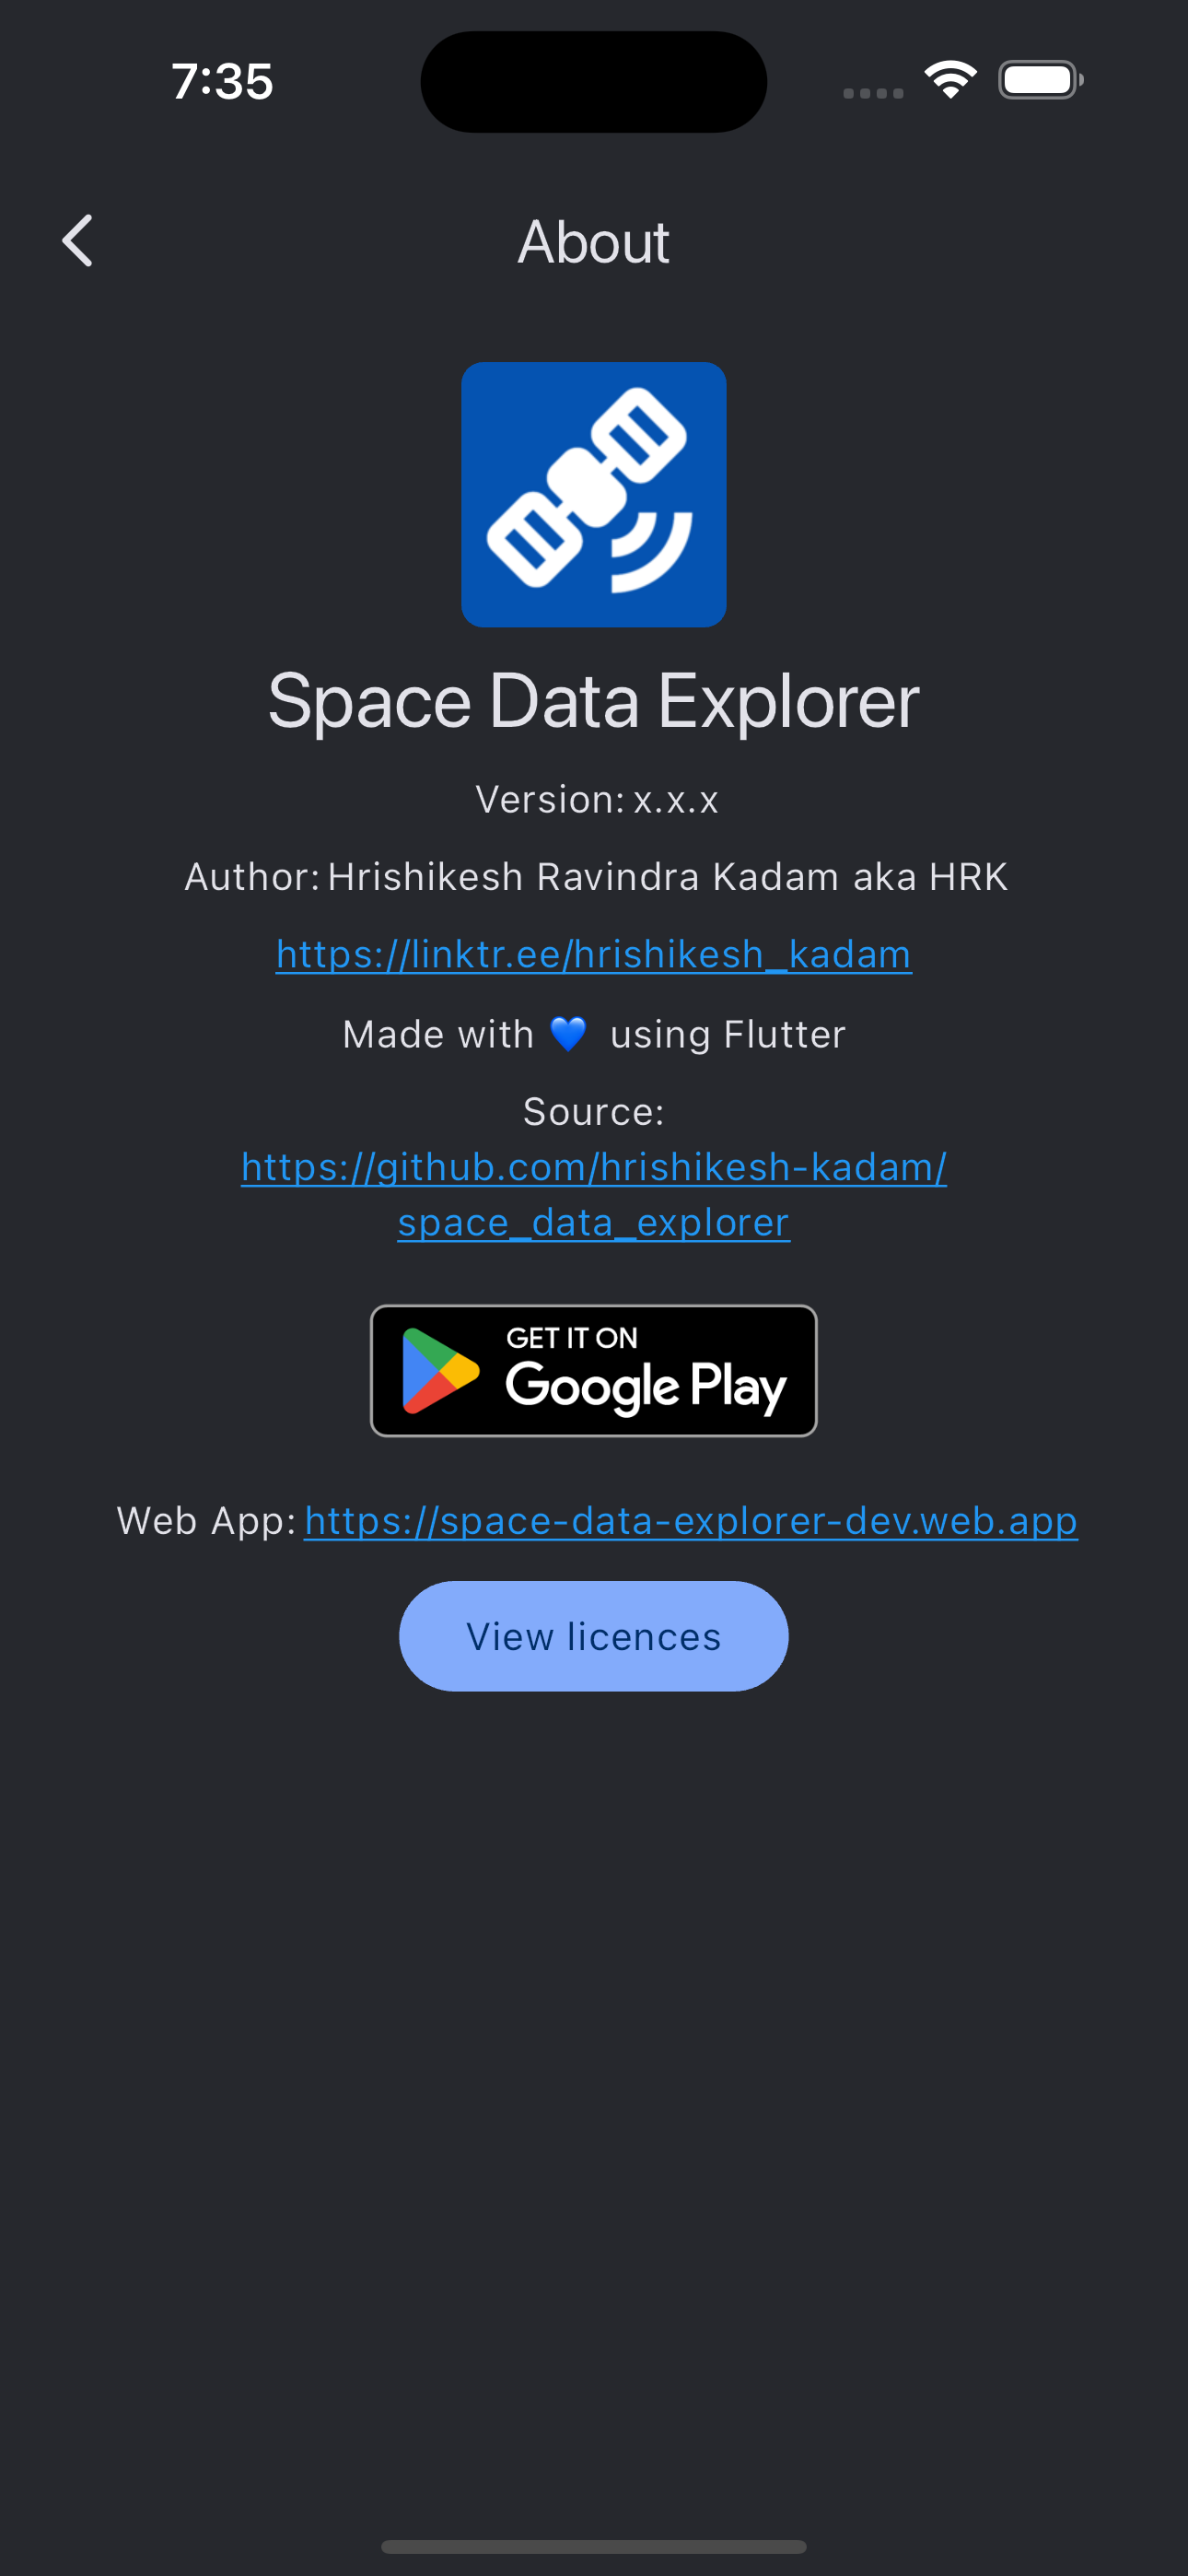 7:35
About
Space Data Explorer
Version: x.x.x
Author: Hrishikesh Ravindra Kadam aka HRK
https://linktr.ee/hrishikesh_kadam
Made with 💙 using Flutter
Source:
https://github.com/hrishikesh-kadam/
space_data_explorer
GET IT ON
Google Play
Web App: https://space-data-explorer-dev.web.app
View licences